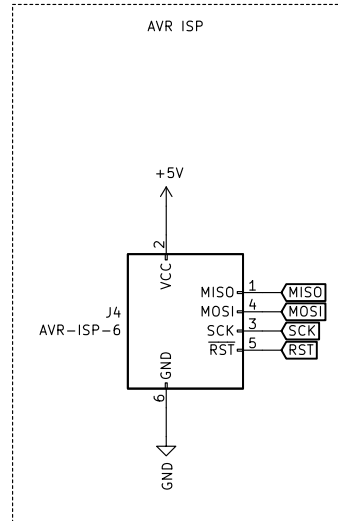 AVR ISP
+5V
2
VCC
MISO 1 MISO
J4
MOSI 4 MOSI
AVR-ISP-6
SCK 3 SCK
RST 5 RST
GND
6
GND